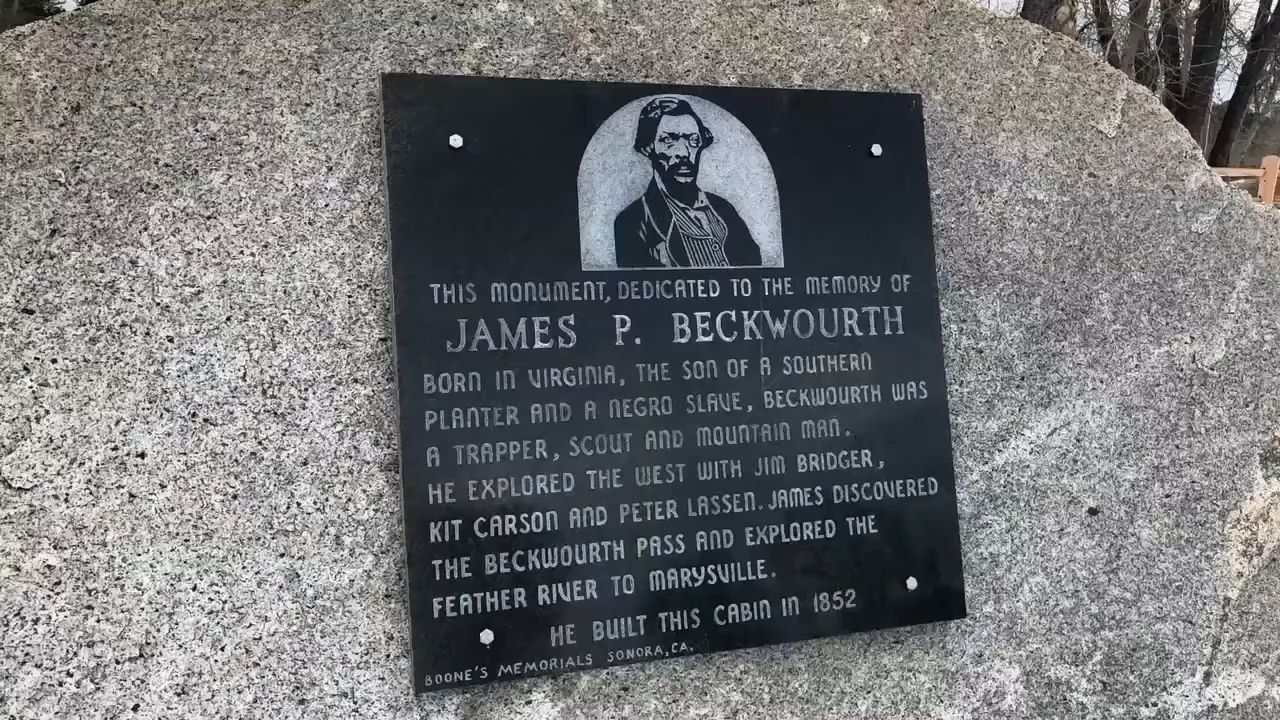 THIS MONUMENT, DEDICATED TO THE MEMORY OF
JAMES P. BECKWOURTH
BORN IN VIRGINIA, THE SON OF A SOUTHERN
PLANTER AND A NEGRO SLAVE, BECKWOURTH WAS
A TRAPPER, SCOUT AND MOUNTAIN MAN.
HE EXPLORED THE WEST WITH JIM BRIDGER,
KIT CARSON AND PETER LASSEN. JAMES DISCOVERED
THE BECKWOURTH PASS AND EXPLORED THE
FEATHER RIVER TO MARYSVILLE.
HE BUILT THIS CABIN IN 1852
BOONE'S MEMORIALS SONORA, CA.